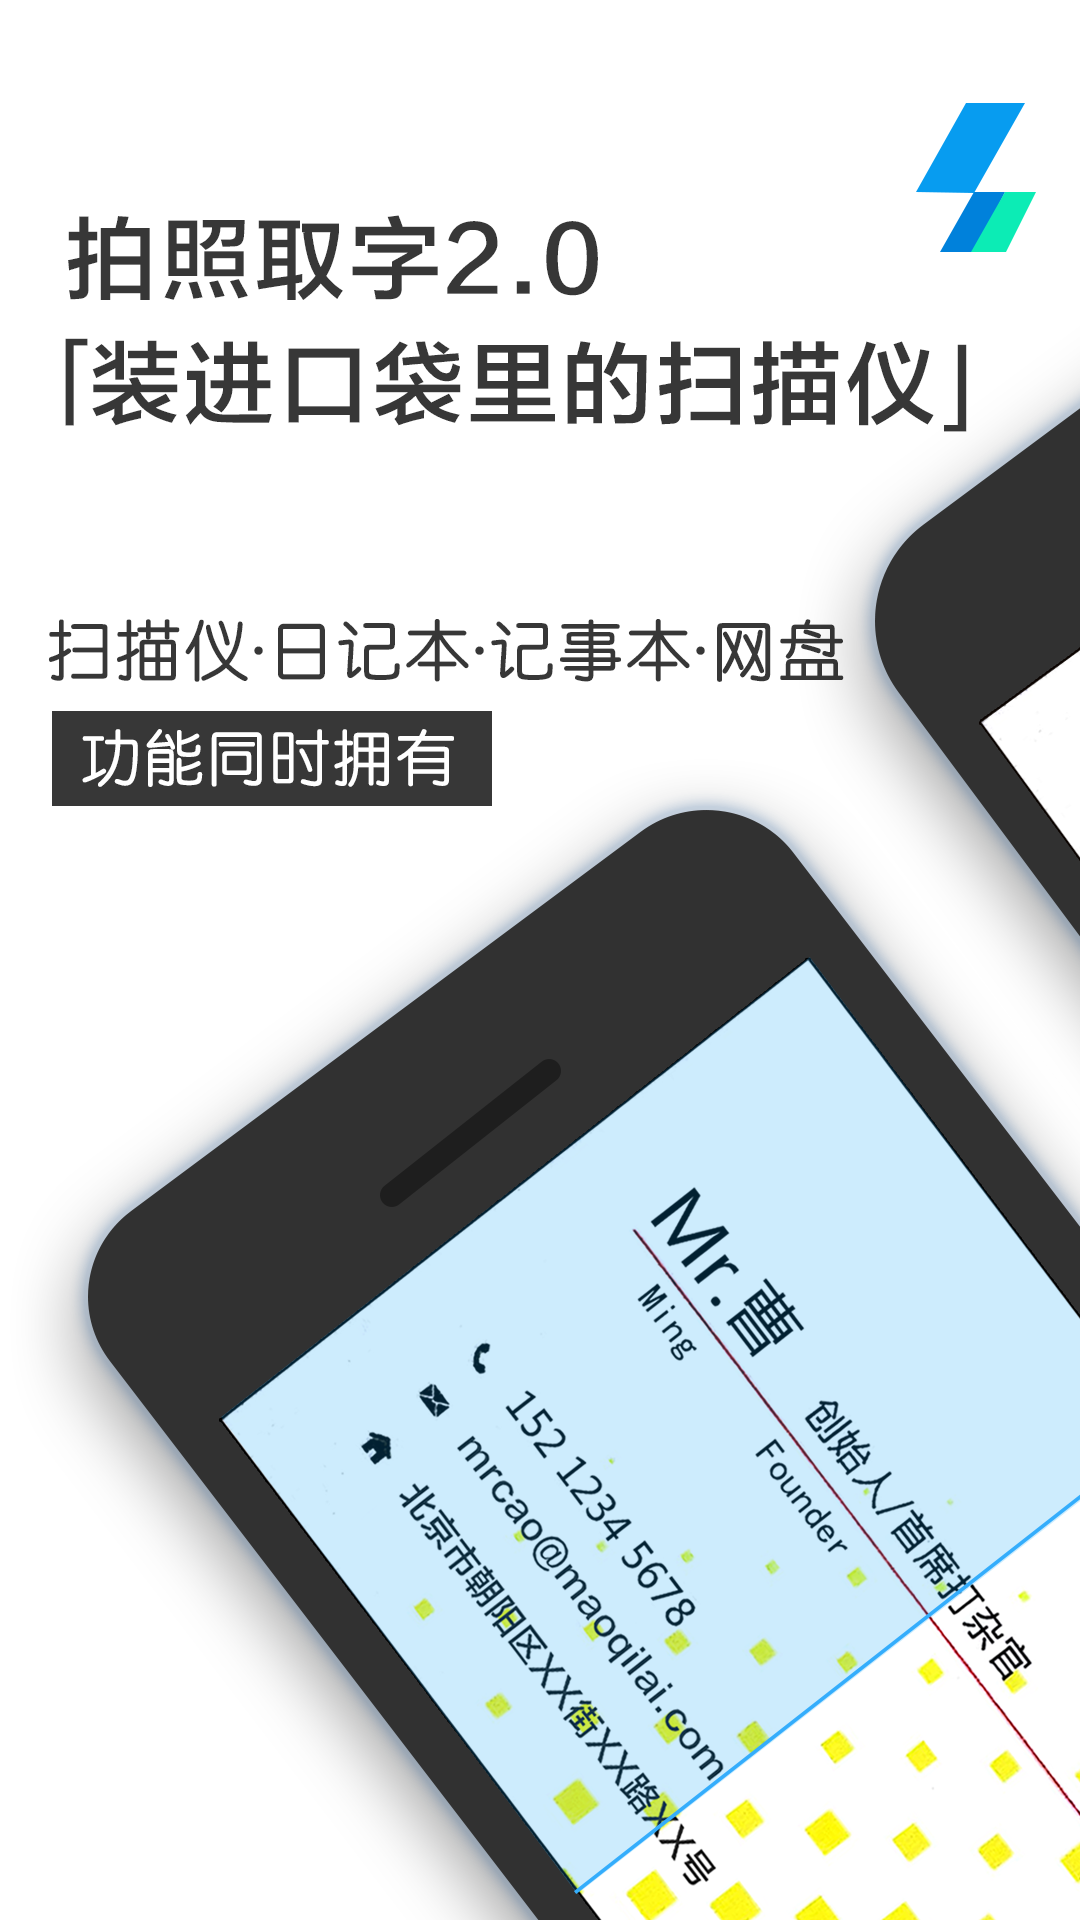 拍照取字2.0
「装进口袋里的扫描仪」
扫描仪·日记本·记事本·网盘
功能同时拥有
Mr.曹
Ming
创始人/首席打杂官
Founder
152 1234 5678
mrcao@maoqilai.com
北京市朝阳区XX街XX路XX号